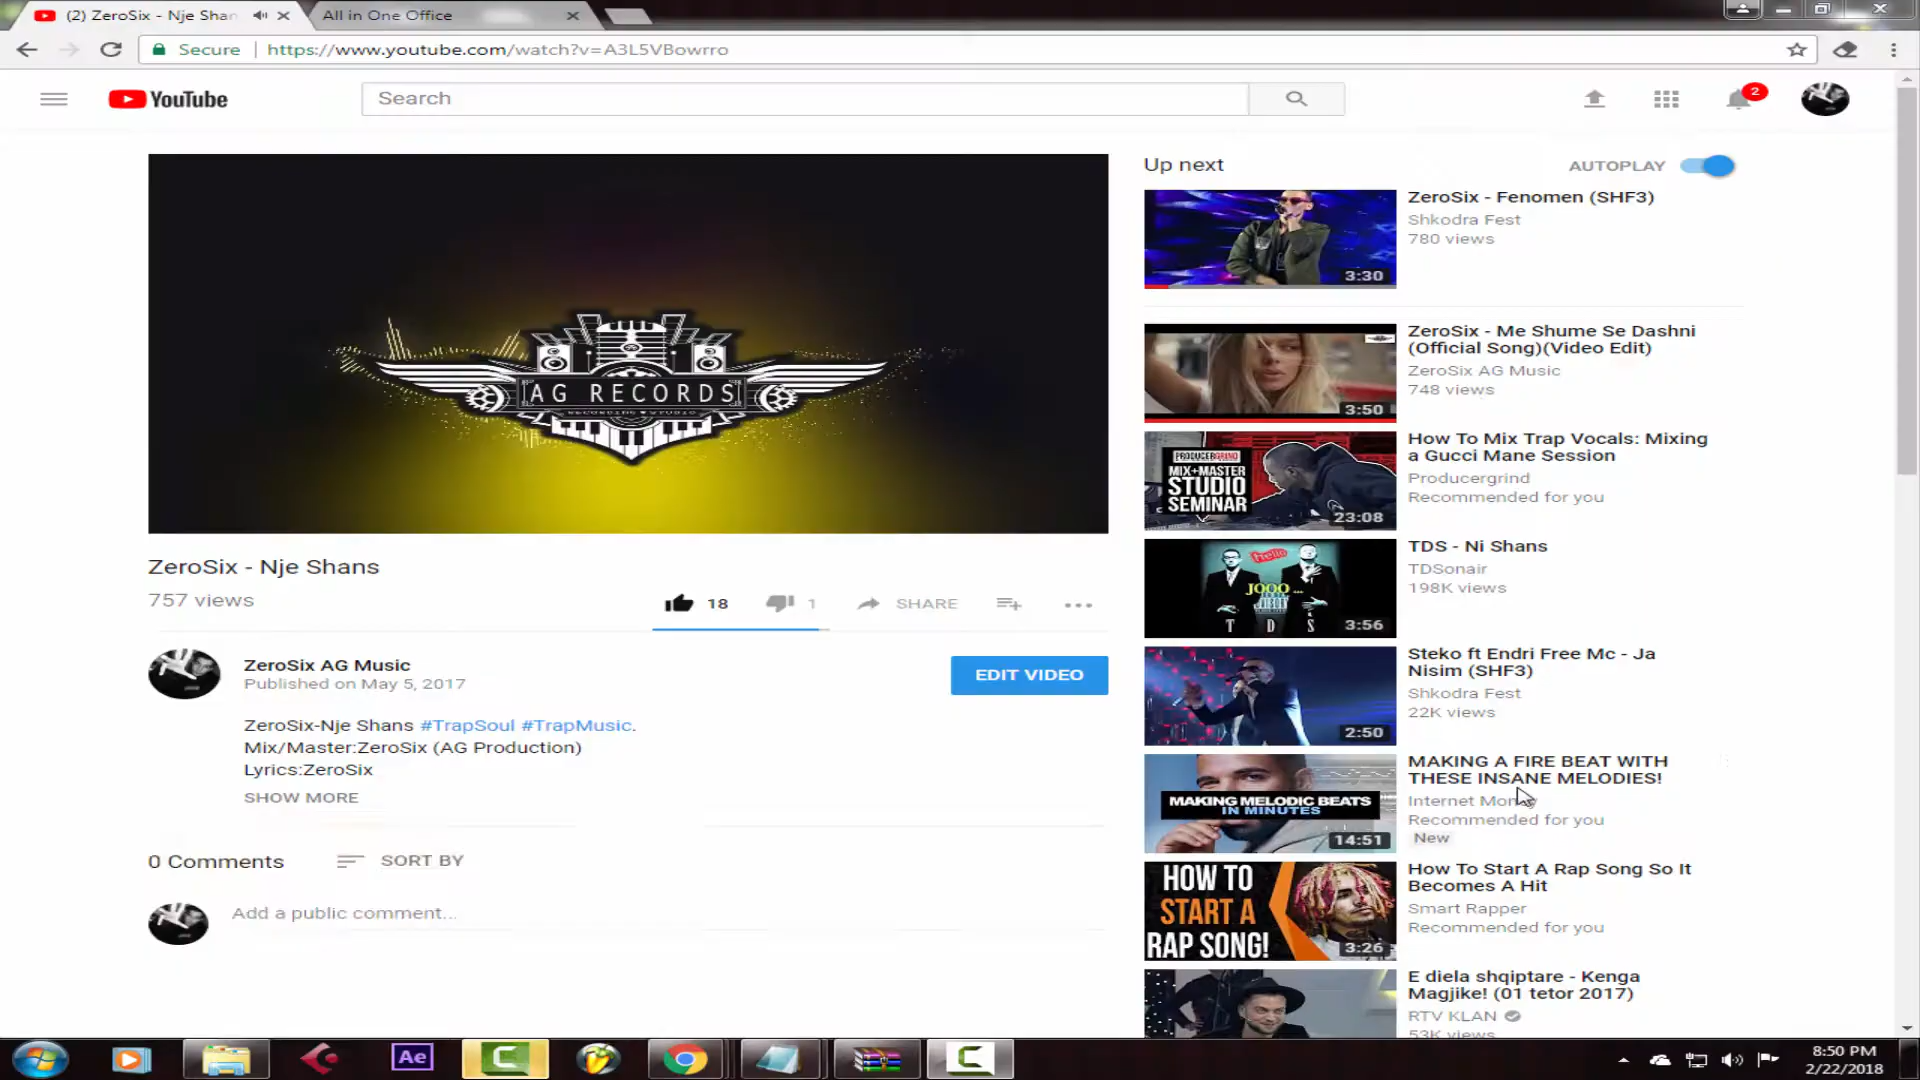 (2) ZeroSix - Nje Shan
All in One Office
Secure
https://www.youtube.com/watch?v=A3L5VBowrro
YouTube
Search
2
AG RECORDS
ZeroSix - Nje Shans
757 views
18
1
SHARE
ZeroSix AG Music
Published on May 5, 2017
EDIT VIDEO
ZeroSix-Nje Shans #TrapSoul #TrapMusic.
Mix/Master:ZeroSix (AG Production)
Lyrics:ZeroSix
SHOW MORE
0 Comments
SORT BY
Add a public comment...
Up next
AUTOPLAY
3:30
ZeroSix - Fenomen (SHF3)
Shkodra Fest
780 views
3:50
ZeroSix - Me Shume Se Dashni
(Official Song)(Video Edit)
ZeroSix AG Music
748 views
PRODUCERGRIND
MIX+MASTER
STUDIO
SEMINAR
23:08
How To Mix Trap Vocals: Mixing
a Gucci Mane Session
Producergrind
Recommended for you
Hello
JOOO ...
T D S
3:56
TDS - Ni Shans
TDSonair
198K views
2:50
Steko ft Endri Free Mc - Ja
Nisim (SHF3)
Shkodra Fest
22K views
MAKING MELODIC BEATS
IN MINUTES
14:51
MAKING A FIRE BEAT WITH
THESE INSANE MELODIES!
Internet
Recommended for you
New
HOW TO
START A
RAP SONG!
3:26
How To Start A Rap Song So It
Becomes A Hit
Smart Rapper
Recommended for you
E diela shqiptare - Kenga
Magjike! (01 tetor 2017)
RTV KLAN
53K views
Ae
8:50 PM
2/22/2018